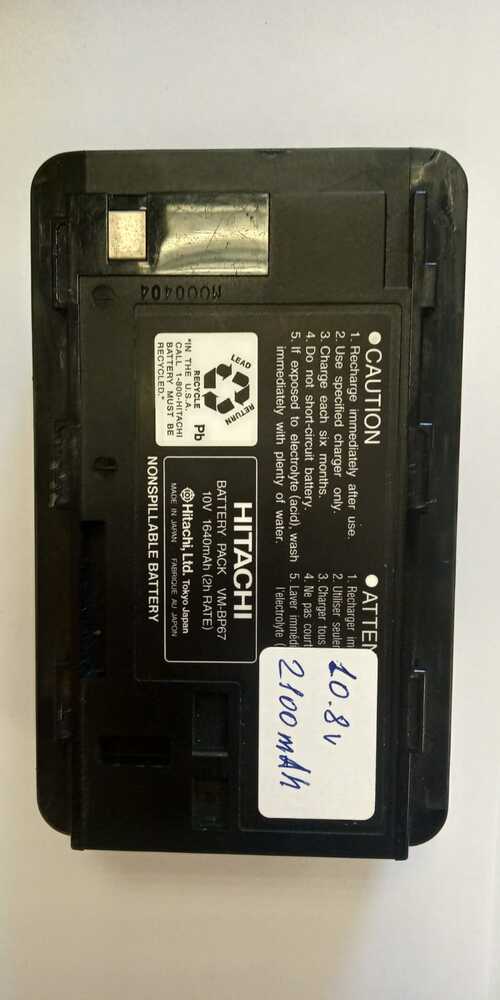 ● CAUTION
1. Recharge immediately after use.
2. Use specified charger only.
3. Charge each six months.
4. Do not short-circuit battery.
5. If exposed to electrolyte (acid), wash
immediately with plenty of water.
● ATTEN
1. Recharger im
2. Utiliser seule
3. Charger tous
4. Ne pas court
5. Laver imméd
l'électrolyte
10.8v
2100mAh
LEAD
RETURN
RECYCLE
Pb
"IN THE U.S.A.
CALL 1-800-HITACHI
BATTERY MUST BE
RECYCLED."
HITACHI
BATTERY PACK VM-BP67
10V 1640mAh (2h RATE)
Hitachi, Ltd. Tokyo Japan
MADE IN JAPAN FABRIQUE AU JAPON
NONSPILLABLE BATTERY
M000404